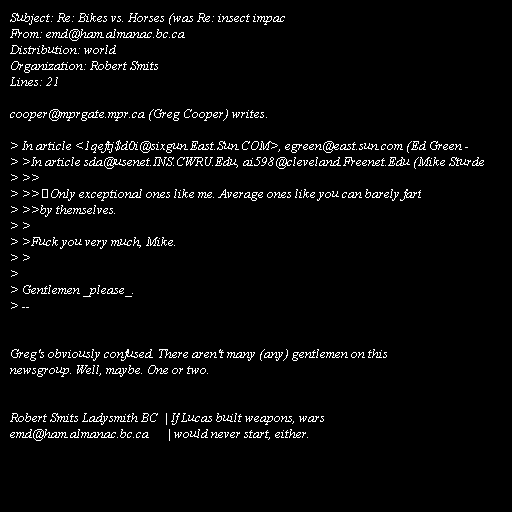 Subject: Re: Bikes vs. Horses (was Re: insect impac
From: emd@ham.almanac.bc.ca
Distribution: world
Organization: Robert Smits
Lines: 21

cooper@mprgate.mpr.ca (Greg Cooper) writes.

> In article <1qefij$d0i@sixgun.East.Sun.COM>, egreen@east.sun.com (Ed Green -
> >In article sda@usenet.INS.CWRU.Edu, ai598@cleveland.Freenet.Edu (Mike Sturde
> >>
> >> Only exceptional ones like me. Average ones like you can barely fart
> >>by themselves.
> >
> >Fuck you very much, Mike.
> >
>
> Gentlemen _please_.
> --

Greg's obviously confused. There aren't many (any) gentlemen on this
newsgroup. Well, maybe. One or two.

Robert Smits Ladysmith BC | If Lucas built weapons, wars
emd@ham.almanac.bc.ca | would never start, either.